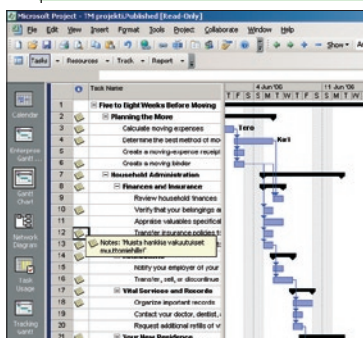 Microsoft Project - TM projekti.Published [Read-Only]
File Edit View Insert Format Tools Project Collaborate Window Help
Show
Tasks Resources Track Report
Task Name
4 Jun '06 11 Jun '06
T F S S M T W T F S S M T W
1 Five to Eight Weeks Before Moving
2 Planning the Move
3 Calculate moving expenses Tero
4 Determine the best method of mo Kati
5 Create a moving-expense receipt
6 Create a moving binder
7 Household Administration
8 Finances and Insurance
9 Review household finances
10 Verify that your belongings a
11 Appraise valuables specifical
12 Transfer insurance policies t
13
Notes: 'Muista hankkia vakuutukset muuttomiehille!'
14
15 Notify your employer of your
16 Transfer, sell, or discontinue
17 Vital Services and Records
18 Organize important records
19 Contact your doctor, dentist,
20 Request additional refills of v
21 Your New Residence
Calendar
Enterprise Gantt ...
Gantt Chart
Network Diagram
Task Usage
Tracking Gantt